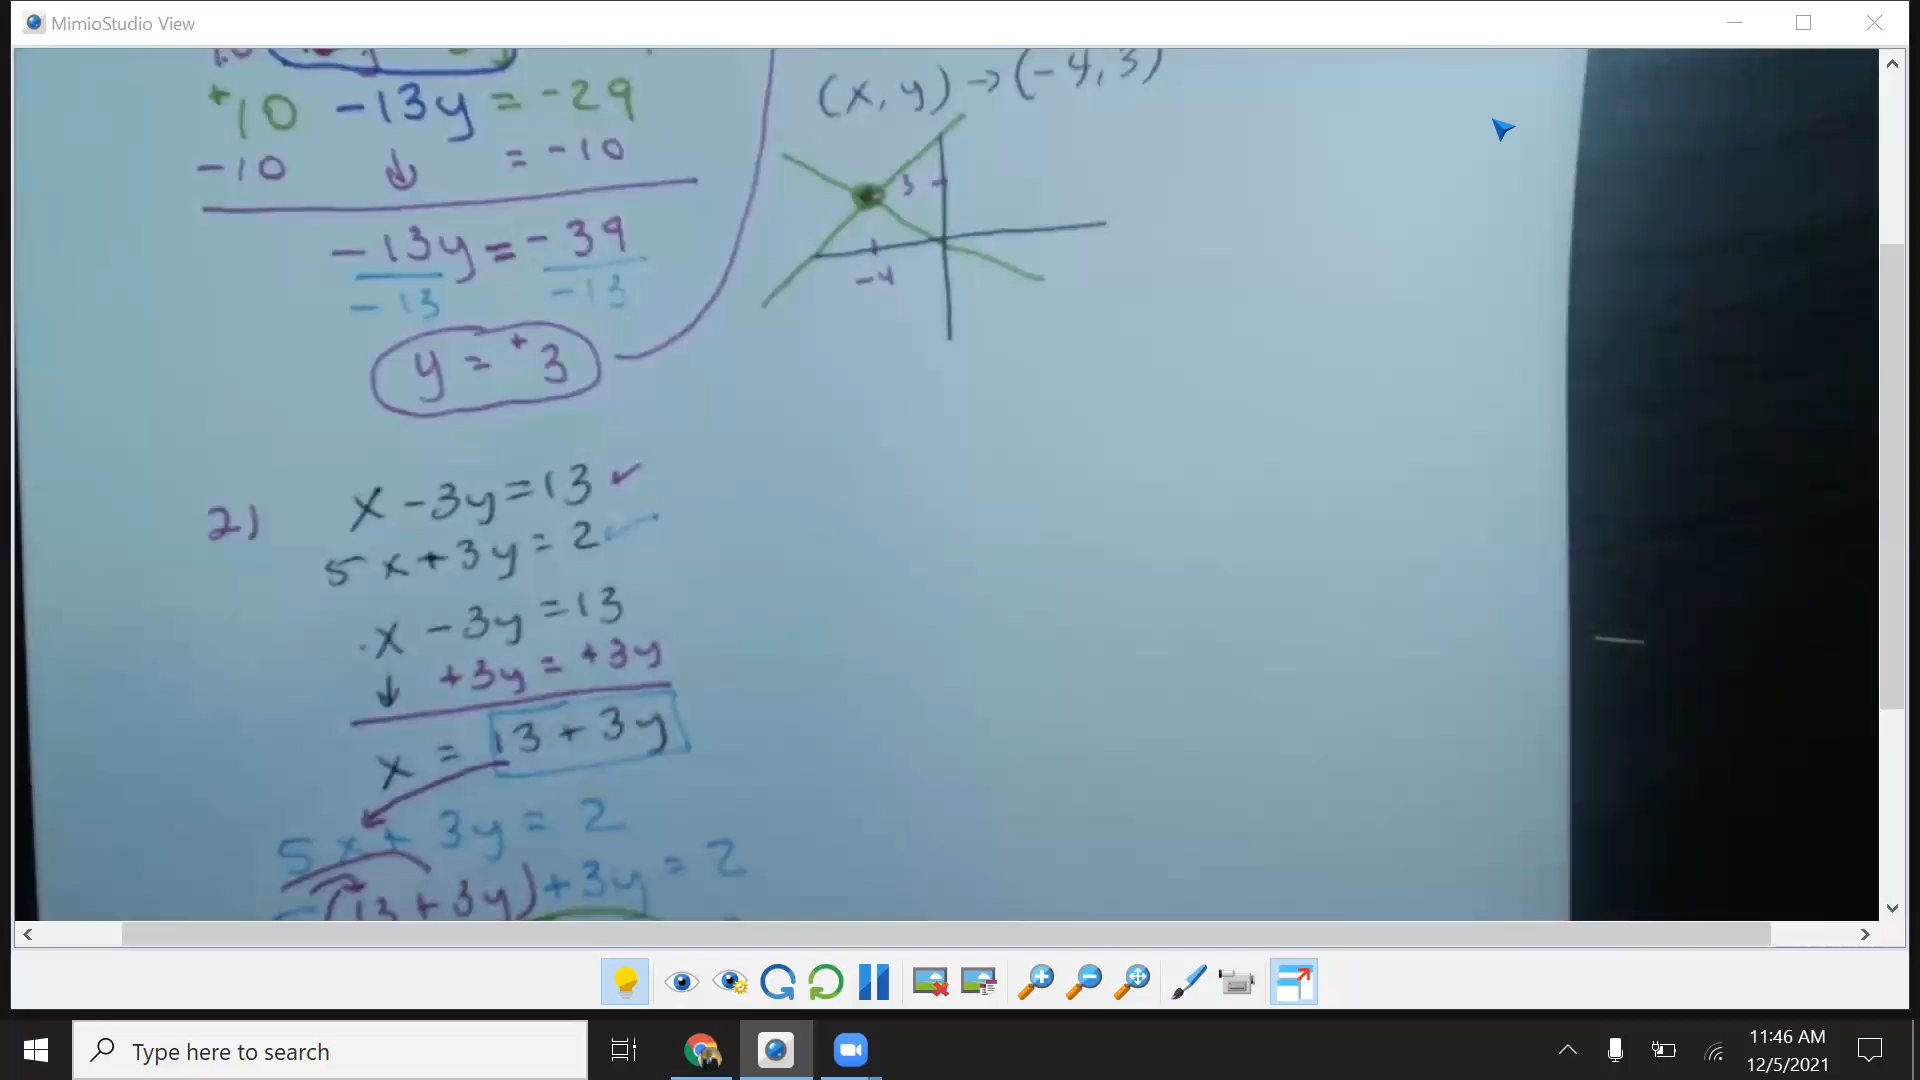 MimioStudio View
+10 -13y = -29
-10 ↓ = -10
-13y = -39
-13 -13
y = +3
(x, y) → (-4, 3)
3
-4
2)
x - 3y = 13 ✓
5x + 3y = 2 ✓
x - 3y = 13
↓ +3y = +3y
x = 13 + 3y
5x + 3y = 2
(13 + 3y) + 3y = 2
Type here to search
11:46 AM
12/5/2021